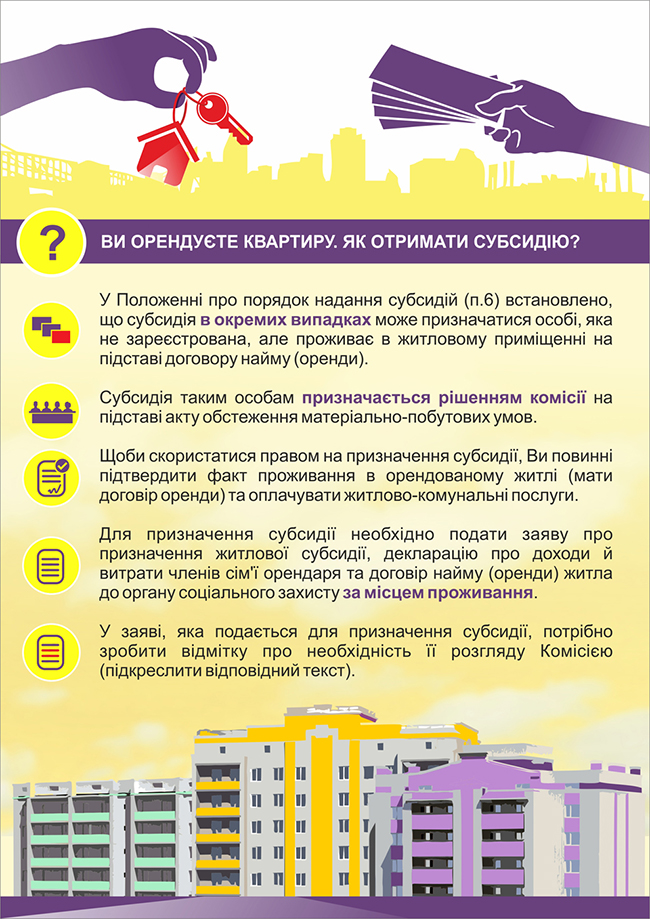 ?
ВИ ОРЕНДУЄТЕ КВАРТИРУ. ЯК ОТРИМАТИ СУБСИДІЮ?
У Положенні про порядок надання субсидій (п.6) встановлено,
що субсидія в окремих випадках може призначатися особі, яка
не зареєстрована, але проживає в житловому приміщенні на
підставі договору найму (оренди).
Субсидія таким особам призначається рішенням комісії на
підставі акту обстеження матеріально-побутових умов.
Щоби скористатися правом на призначення субсидії, Ви повинні
підтвердити факт проживання в орендованому житлі (мати
договір оренди) та оплачувати житлово-комунальні послуги.
Для призначення субсидії необхідно подати заяву про
призначення житлової субсидії, декларацію про доходи й
витрати членів сім'ї орендаря та договір найму (оренди) житла
до органу соціального захисту за місцем проживання.
У заяві, яка подається для призначення субсидії, потрібно
зробити відмітку про необхідність її розгляду Комісією
(підкреслити відповідний текст).